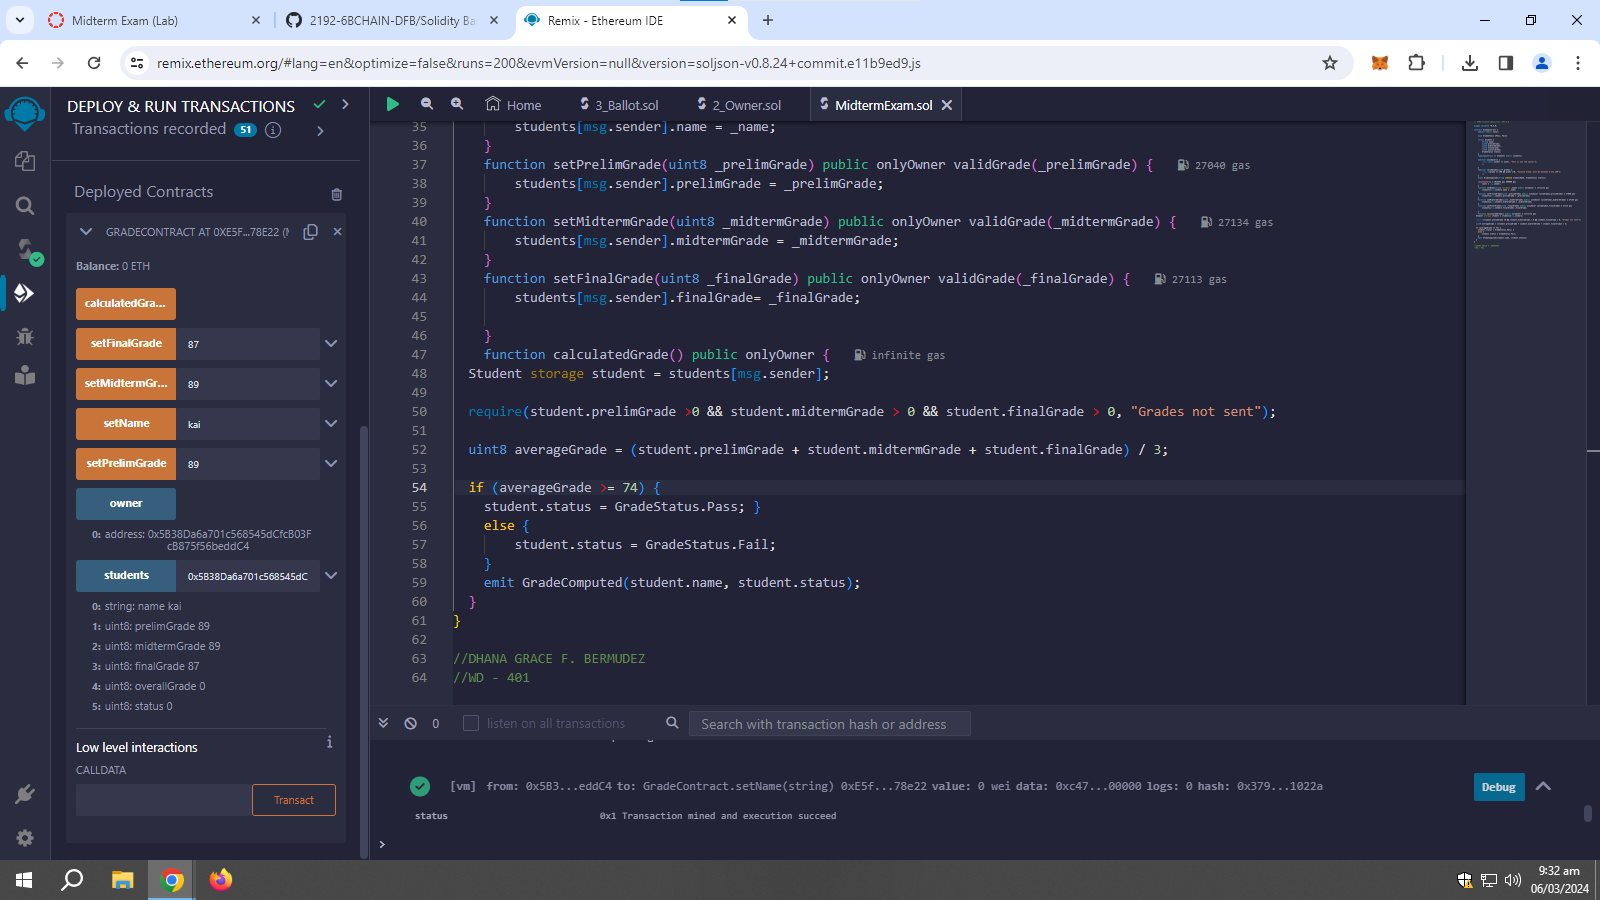 Midterm Exam (Lab)
2192-6BCHAIN-DFB/Solidity Ba
Remix - Ethereum IDE
remix.ethereum.org/#lang=en&optimize=false&runs=200&evmVersion=null&version=soljson-v0.8.24+commit.e11b9ed9.js
DEPLOY & RUN TRANSACTIONS
Transactions recorded 51
Deployed Contracts
GRADECONTRACT AT 0XE5F...78E22 (M
Balance: 0 ETH
calculatedGra...
setFinalGrade 87
setMidtermGr... 89
setName kai
setPrelimGrade 89
owner
0: address: 0x5B38Da6a701c568545dCfcB03F
cB875f56beddC4
students 0x5B38Da6a701c568545dC
0: string: name kai
1: uint8: prelimGrade 89
2: uint8: midtermGrade 89
3: uint8: finalGrade 87
4: uint8: overallGrade 0
5: uint8: status 0
Low level interactions
CALLDATA
Transact
Home
3_Ballot.sol
2_Owner.sol
MidtermExam.sol
35 students[msg.sender].name = _name;
36 }
37 function setPrelimGrade(uint8 _prelimGrade) public onlyOwner validGrade(_prelimGrade) { 27040 gas
38 students[msg.sender].prelimGrade = _prelimGrade;
39 }
40 function setMidtermGrade(uint8 _midtermGrade) public onlyOwner validGrade(_midtermGrade) { 27134 gas
41 students[msg.sender].midtermGrade = _midtermGrade;
42 }
43 function setFinalGrade(uint8 _finalGrade) public onlyOwner validGrade(_finalGrade) { 27113 gas
44 students[msg.sender].finalGrade= _finalGrade;
45
46 }
47 function calculatedGrade() public onlyOwner { infinite gas
48 Student storage student = students[msg.sender];
49
50 require(student.prelimGrade >0 && student.midtermGrade > 0 && student.finalGrade > 0, "Grades not sent");
51
52 uint8 averageGrade = (student.prelimGrade + student.midtermGrade + student.finalGrade) / 3;
53
54 if (averageGrade >= 74) {
55 student.status = GradeStatus.Pass; }
56 else {
57 student.status = GradeStatus.Fail;
58 }
59 emit GradeComputed(student.name, student.status);
60 }
61 }
62
63 //DHANA GRACE F. BERMUDEZ
64 //WD - 401
0 listen on all transactions Search with transaction hash or address
[vm] from: 0x5B3...eddC4 to: GradeContract.setName(string) 0xE5f...78e22 value: 0 wei data: 0xc47...00000 logs: 0 hash: 0x379...1022a
Debug
status 0x1 Transaction mined and execution succeed
>
9:32 am
06/03/2024